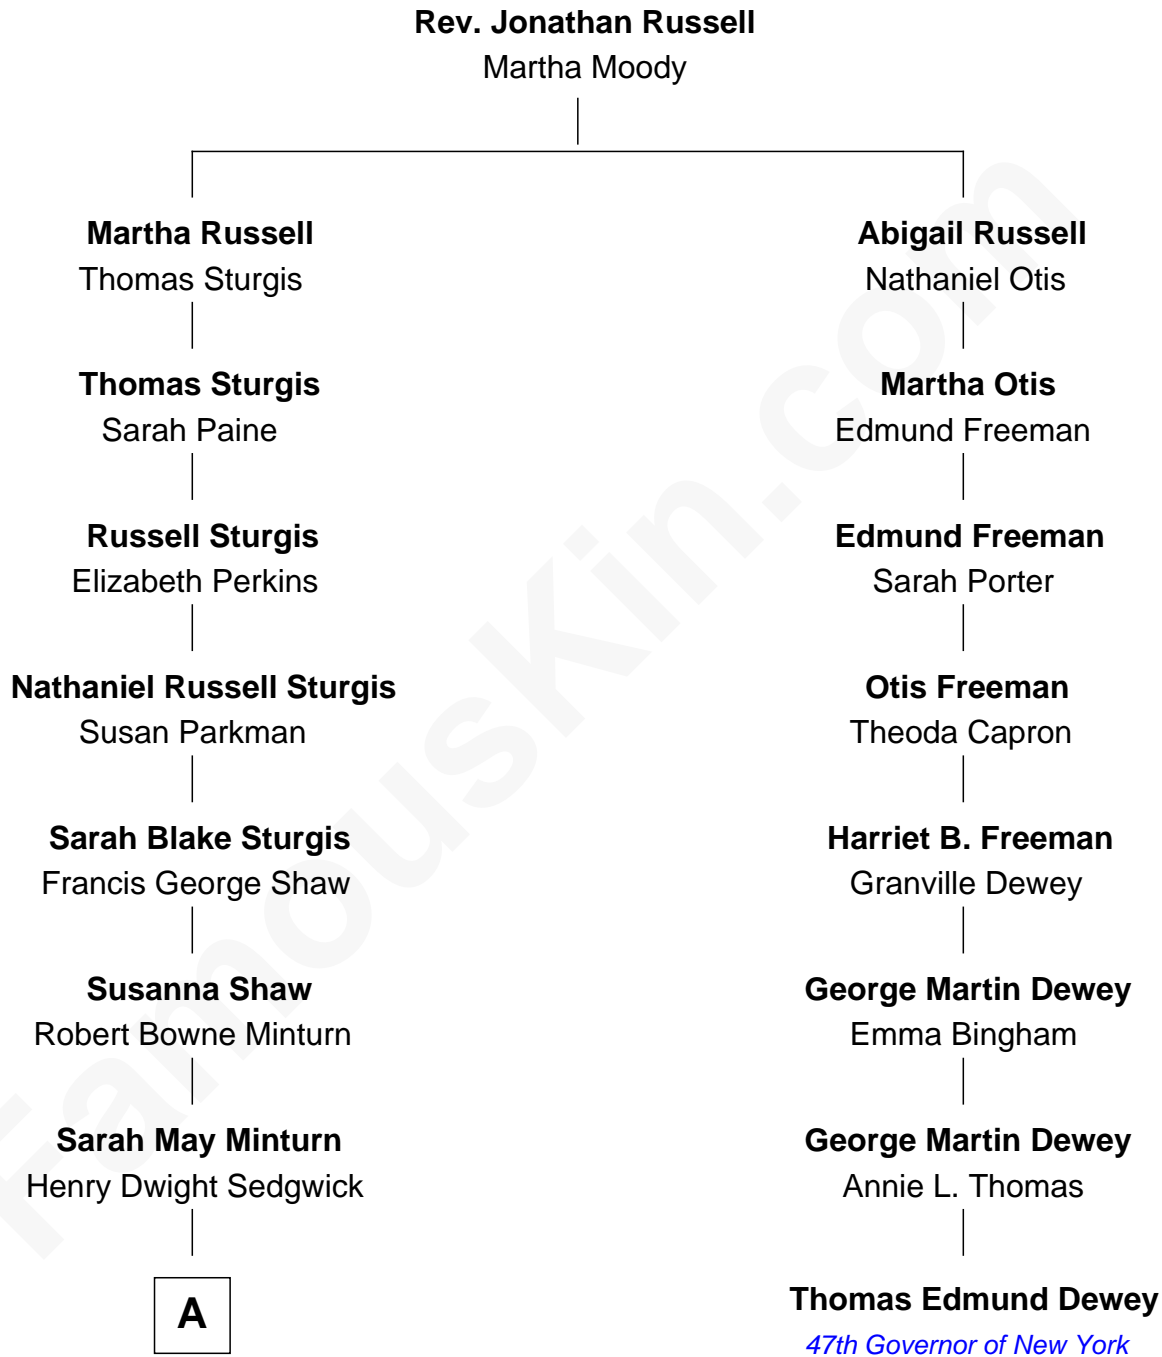 Rev. Jonathan Russell
Martha Moody
Martha Russell
Thomas Sturgis
Abigail Russell
Nathaniel Otis
Thomas Sturgis
Sarah Paine
Martha Otis
Edmund Freeman
Russell Sturgis
Elizabeth Perkins
Edmund Freeman
Sarah Porter
Nathaniel Russell Sturgis
Susan Parkman
Otis Freeman
Theoda Capron
Sarah Blake Sturgis
Francis George Shaw
Harriet B. Freeman
Granville Dewey
Susanna Shaw
Robert Bowne Minturn
George Martin Dewey
Emma Bingham
Sarah May Minturn
Henry Dwight Sedgwick
George Martin Dewey
Annie L. Thomas
A
Thomas Edmund Dewey
47th Governor of New York
FamousKin.com